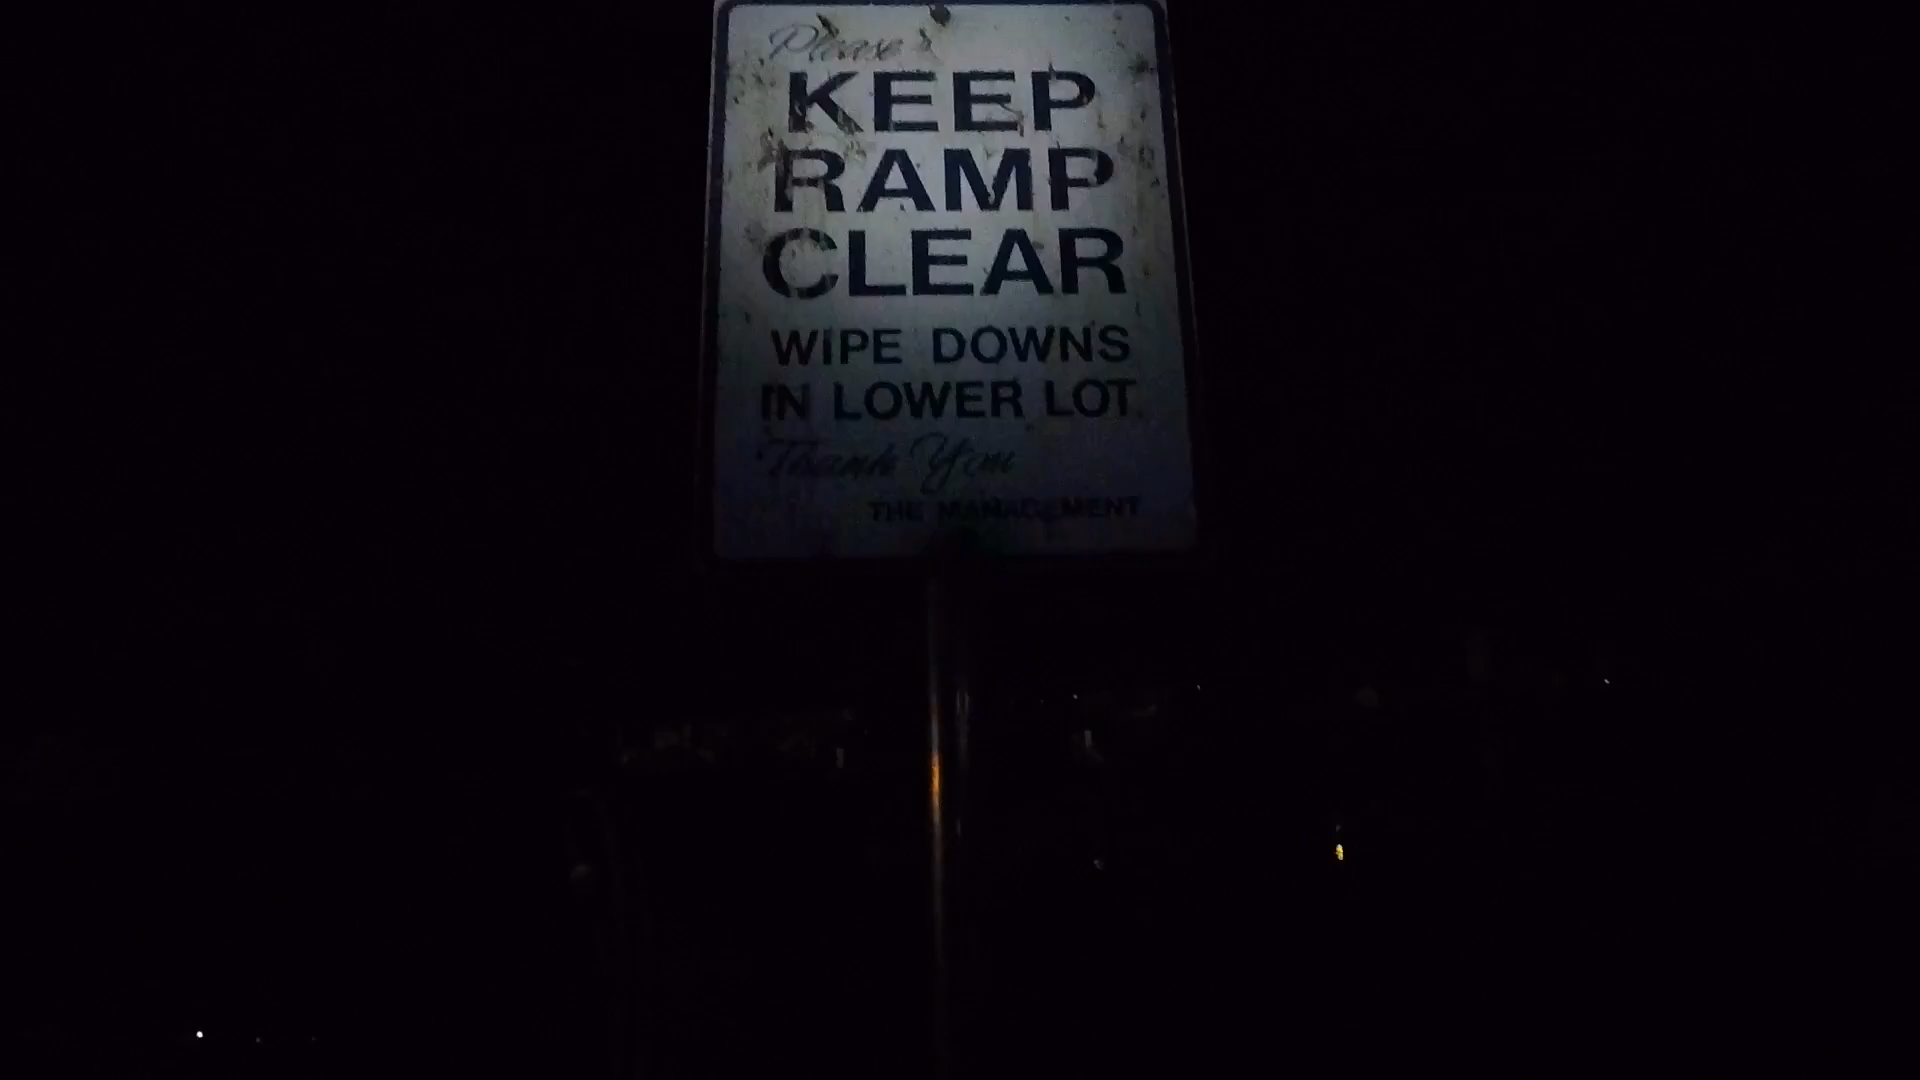 Please
KEEP
RAMP
CLEAR
WIPE DOWNS
IN LOWER LOT
Thank You
THE MANAGEMENT